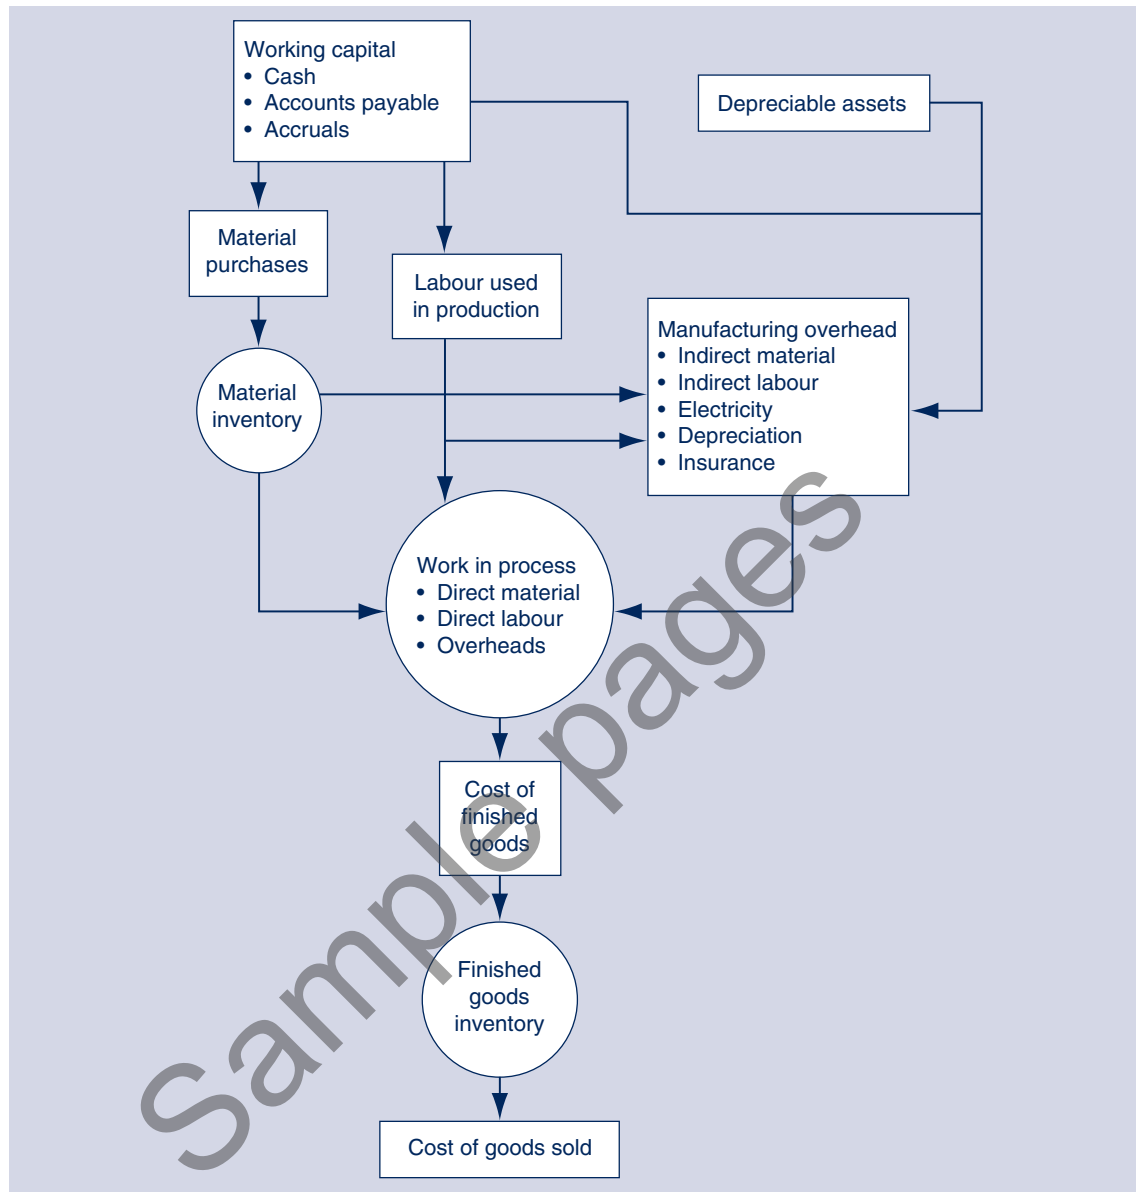 Working capital
• Cash
• Accounts payable
• Accruals
Depreciable assets
Material
purchases
Labour used
in production
Manufacturing overhead
• Indirect material
• Indirect labour
• Electricity
• Depreciation
• Insurance
Material
inventory
Work in process
• Direct material
• Direct labour
• Overheads
Cost of
finished
goods
Finished
goods
inventory
Cost of goods sold
Sample pages